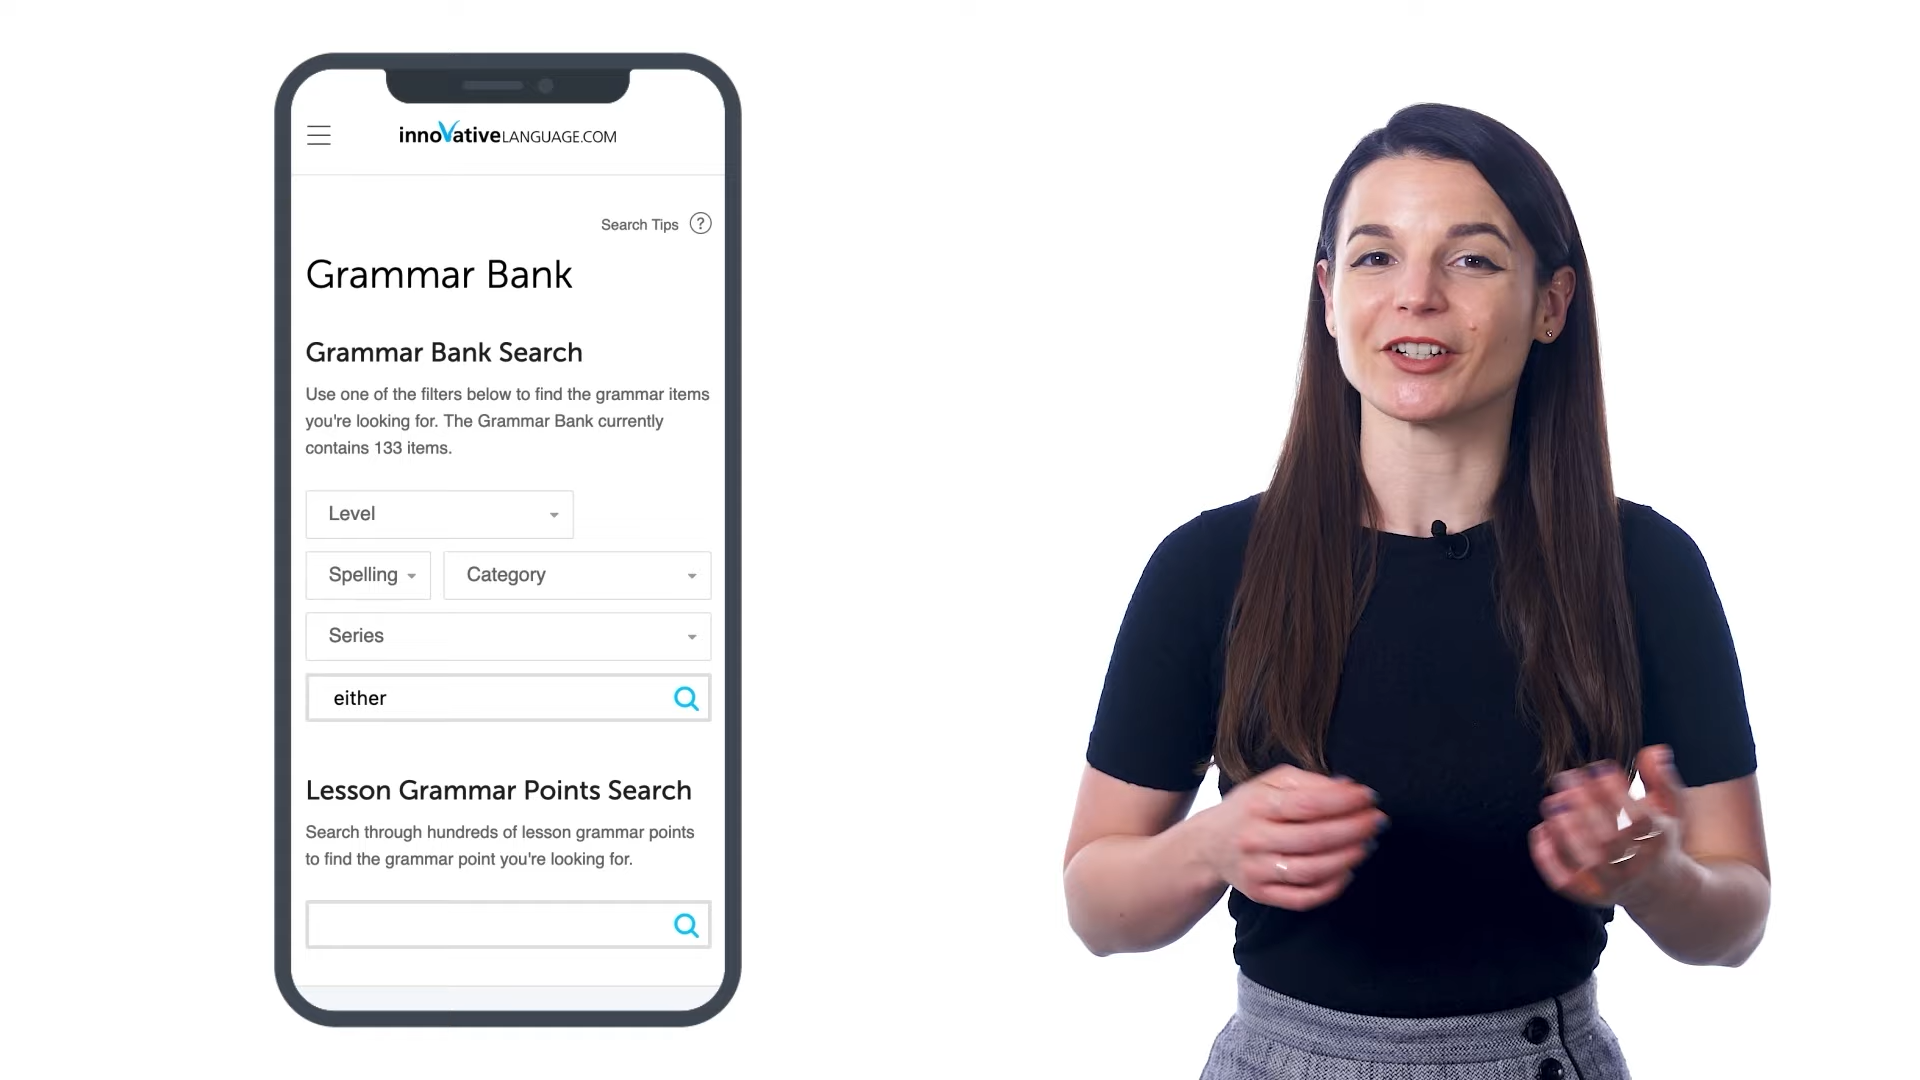 innoVativeLANGUAGE.COM
Search Tips ?
Grammar Bank
Grammar Bank Search
Use one of the filters below to find the grammar items
you're looking for. The Grammar Bank currently
contains 133 items.
Level
Spelling Category
Series
either
Lesson Grammar Points Search
Search through hundreds of lesson grammar points
to find the grammar point you're looking for.